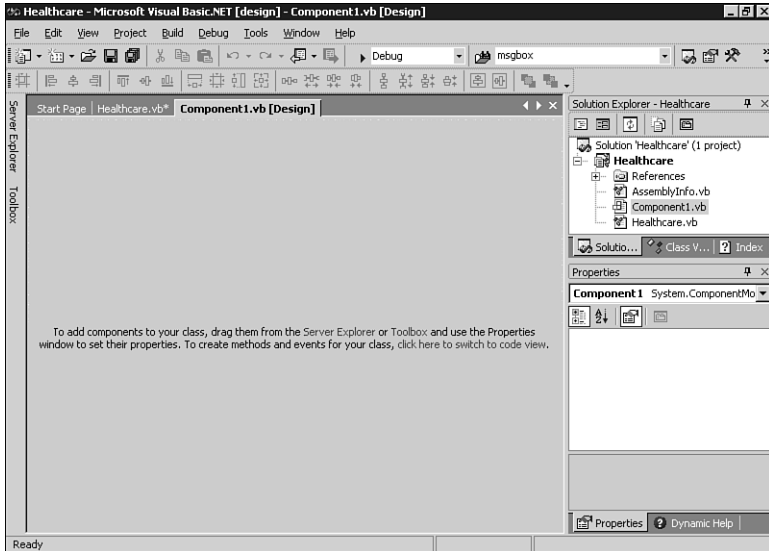 Healthcare - Microsoft Visual Basic.NET [design] - Component1.vb [Design]
File Edit View Project Build Debug Tools Window Help
Debug msgbox
Server Explorer
Toolbox
Start Page Healthcare.vb* Component1.vb [Design]
To add components to your class, drag them from the Server Explorer or Toolbox and use the Properties
window to set their properties. To create methods and events for your class, click here to switch to code view.
Solution Explorer - Healthcare
Solution 'Healthcare' (1 project)
Healthcare
References
AssemblyInfo.vb
Component1.vb
Healthcare.vb
Solutio... Class V... Index
Properties
Component1 System.ComponentMo
Properties Dynamic Help
Ready